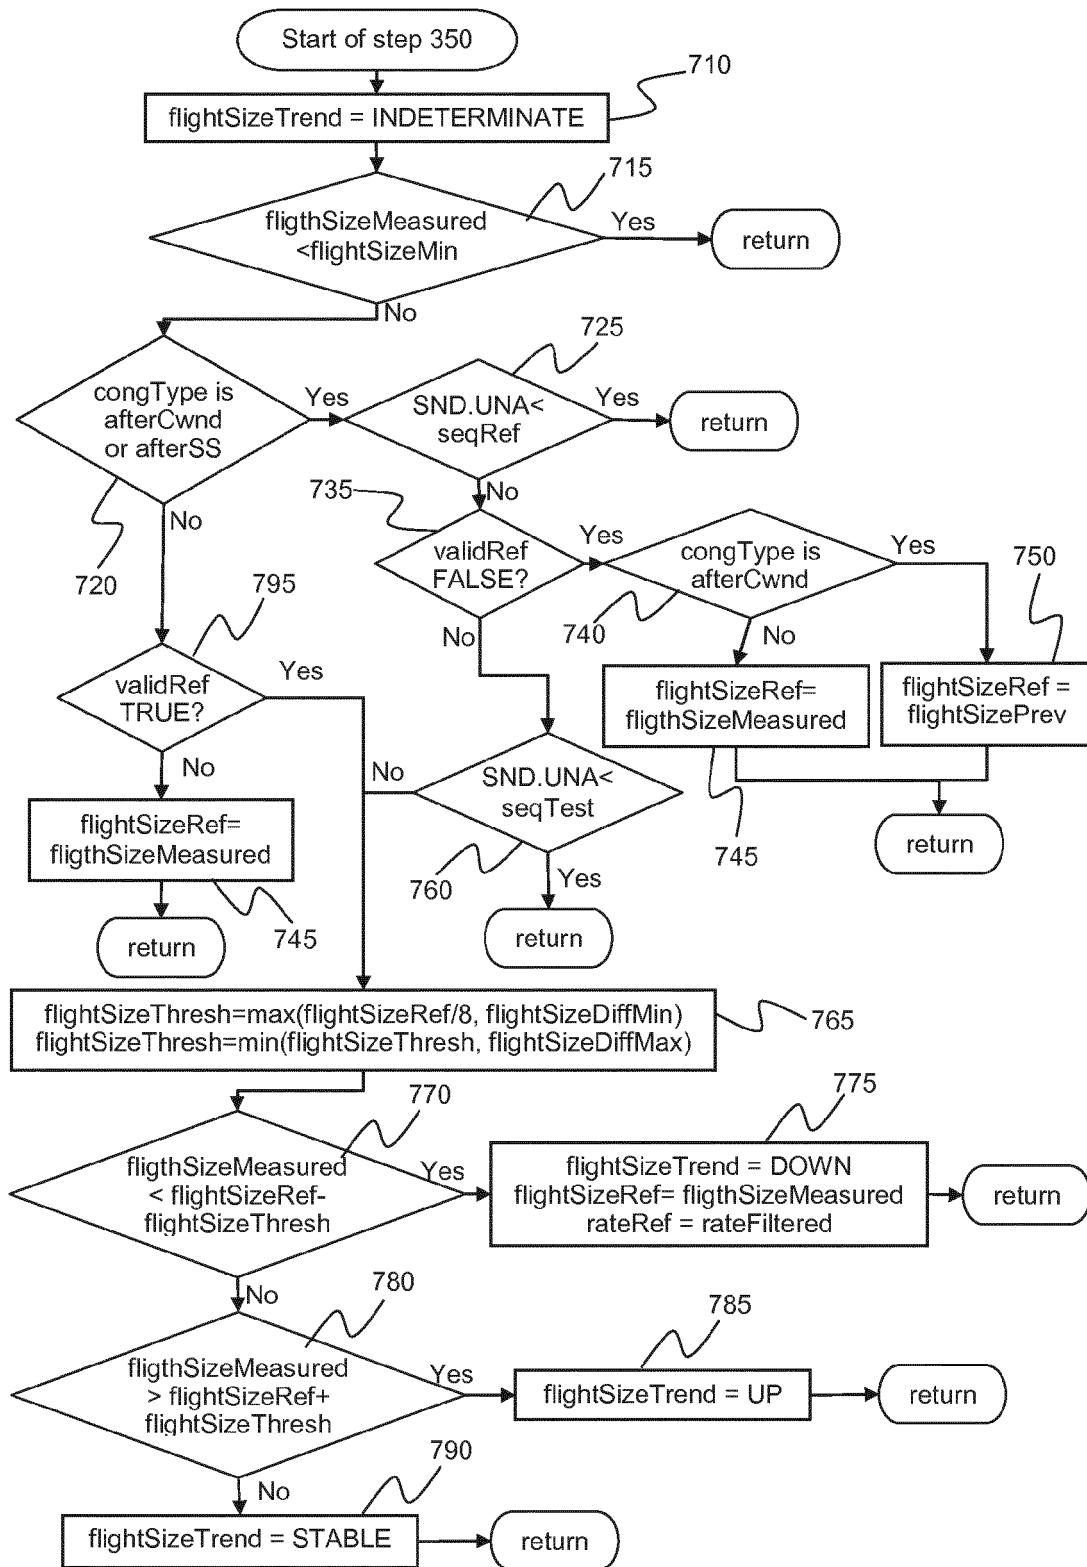 Start of step 350
710
flightSizeTrend = INDETERMINATE
715
fligthSizeMeasured
<flightSizeMin
Yes
return
No
725
congType is
afterCwnd
or afterSS
Yes
SND.UNA<
seqRef
Yes
return
No
720
735
No
validRef
FALSE?
Yes
congType is
afterCwnd
Yes
750
740
No
No
795
validRef
TRUE?
Yes
flightSizeRef=
fligthSizeMeasured
flightSizeRef =
flightSizePrev
No
No
SND.UNA<
seqTest
745
return
flightSizeRef=
fligthSizeMeasured
760
Yes
745
return
return
flightSizeThresh=max(flightSizeRef/8, flightSizeDiffMin)
flightSizeThresh=min(flightSizeThresh, flightSizeDiffMax)
765
770
775
fligthSizeMeasured
< flightSizeRef-
flightSizeThresh
Yes
flightSizeTrend = DOWN
flightSizeRef= fligthSizeMeasured
rateRef = rateFiltered
return
No
780
785
fligthSizeMeasured
> flightSizeRef+
flightSizeThresh
Yes
flightSizeTrend = UP
return
No
790
flightSizeTrend = STABLE
return